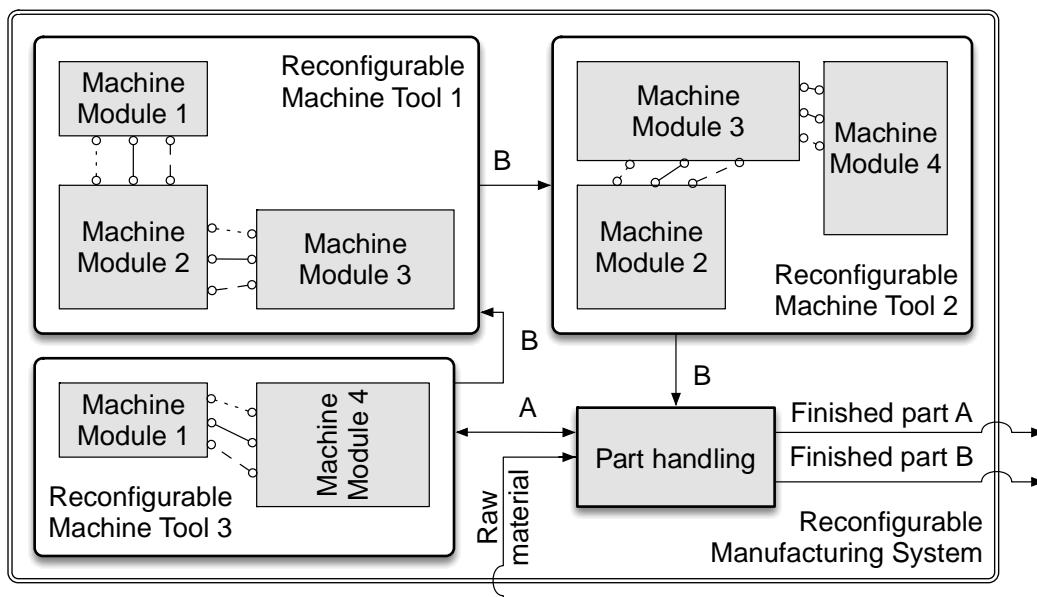 Machine
Module 1
Reconfigurable
Machine Tool 1
Machine
Module 2
Machine
Module 3
B
Machine
Module 3
Machine
Module 4
Machine
Module 2
Reconfigurable
Machine Tool 2
B
B
Machine
Module 1
Machine
Module 4
Reconfigurable
Machine Tool 3
A
Part handling
Finished part A
Finished part B
Raw
material
Reconfigurable
Manufacturing System